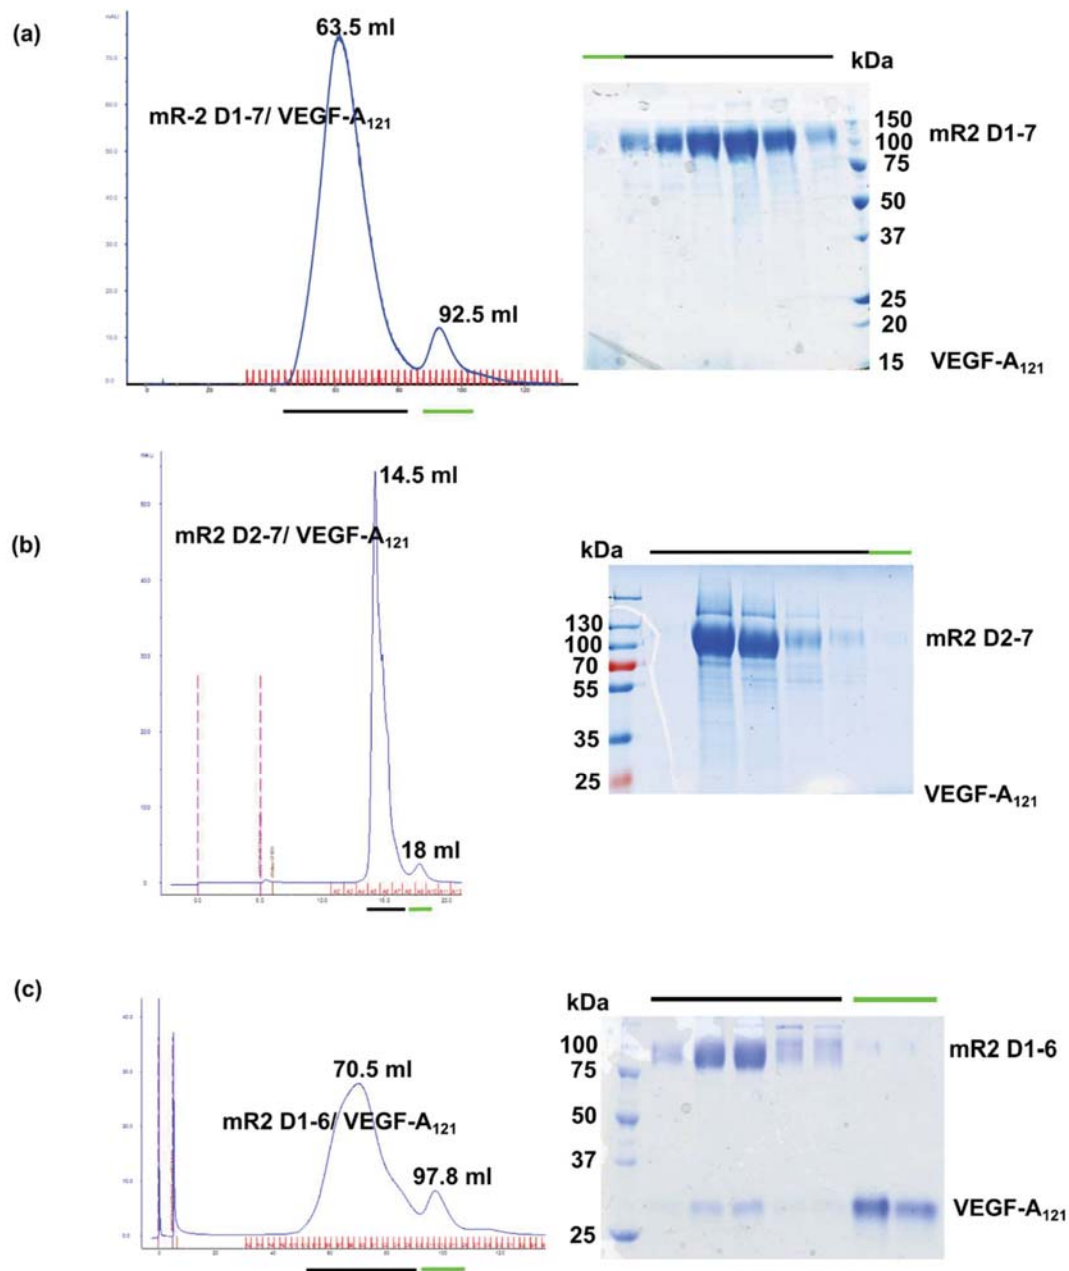 (a)
63.5 ml
mR-2 D1-7/ VEGF-A₁₂₁
92.5 ml
kDa
150
100
75
50
37
25
20
15
mR2 D1-7
VEGF-A₁₂₁
(b)
14.5 ml
mR2 D2-7/ VEGF-A₁₂₁
18 ml
kDa
130
100
70
55
35
25
mR2 D2-7
VEGF-A₁₂₁
(c)
70.5 ml
mR2 D1-6/ VEGF-A₁₂₁
97.8 ml
kDa
100
75
50
37
25
mR2 D1-6
VEGF-A₁₂₁